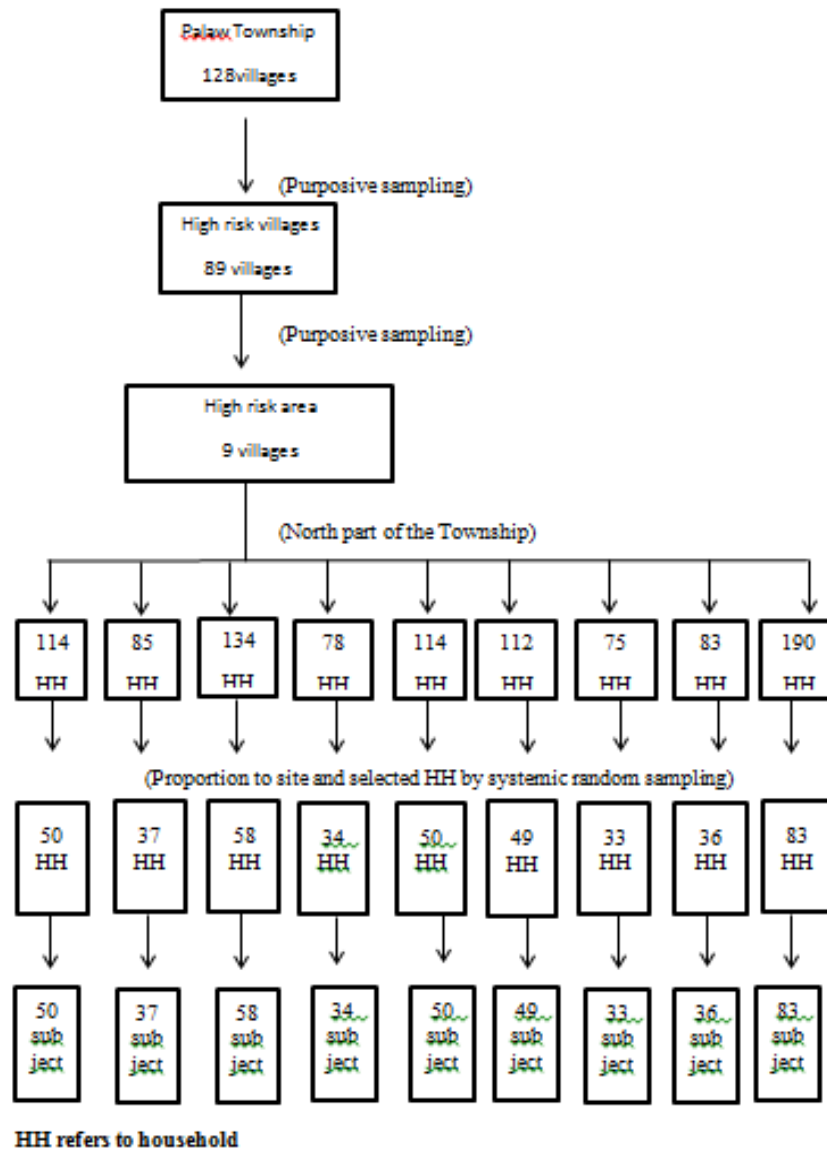 Palaw Township
128villages
(Purposive sampling)
High risk villages
89 villages
(Purposive sampling)
High risk area
9 villages
(North part of the Township)
114 85 134 78 114 112 75 83 190
HH HH HH HH HH HH HH HH HH
(Proportion to site and selected HH by systemic random sampling)
50 37 58 34 50 49 33 36 83
HH HH HH HH HH HH HH HH HH
50 37 58 34 50 49 33 36 83
sub sub sub sub sub sub sub sub sub
ject ject ject ject ject ject ject ject ject
HH refers to household